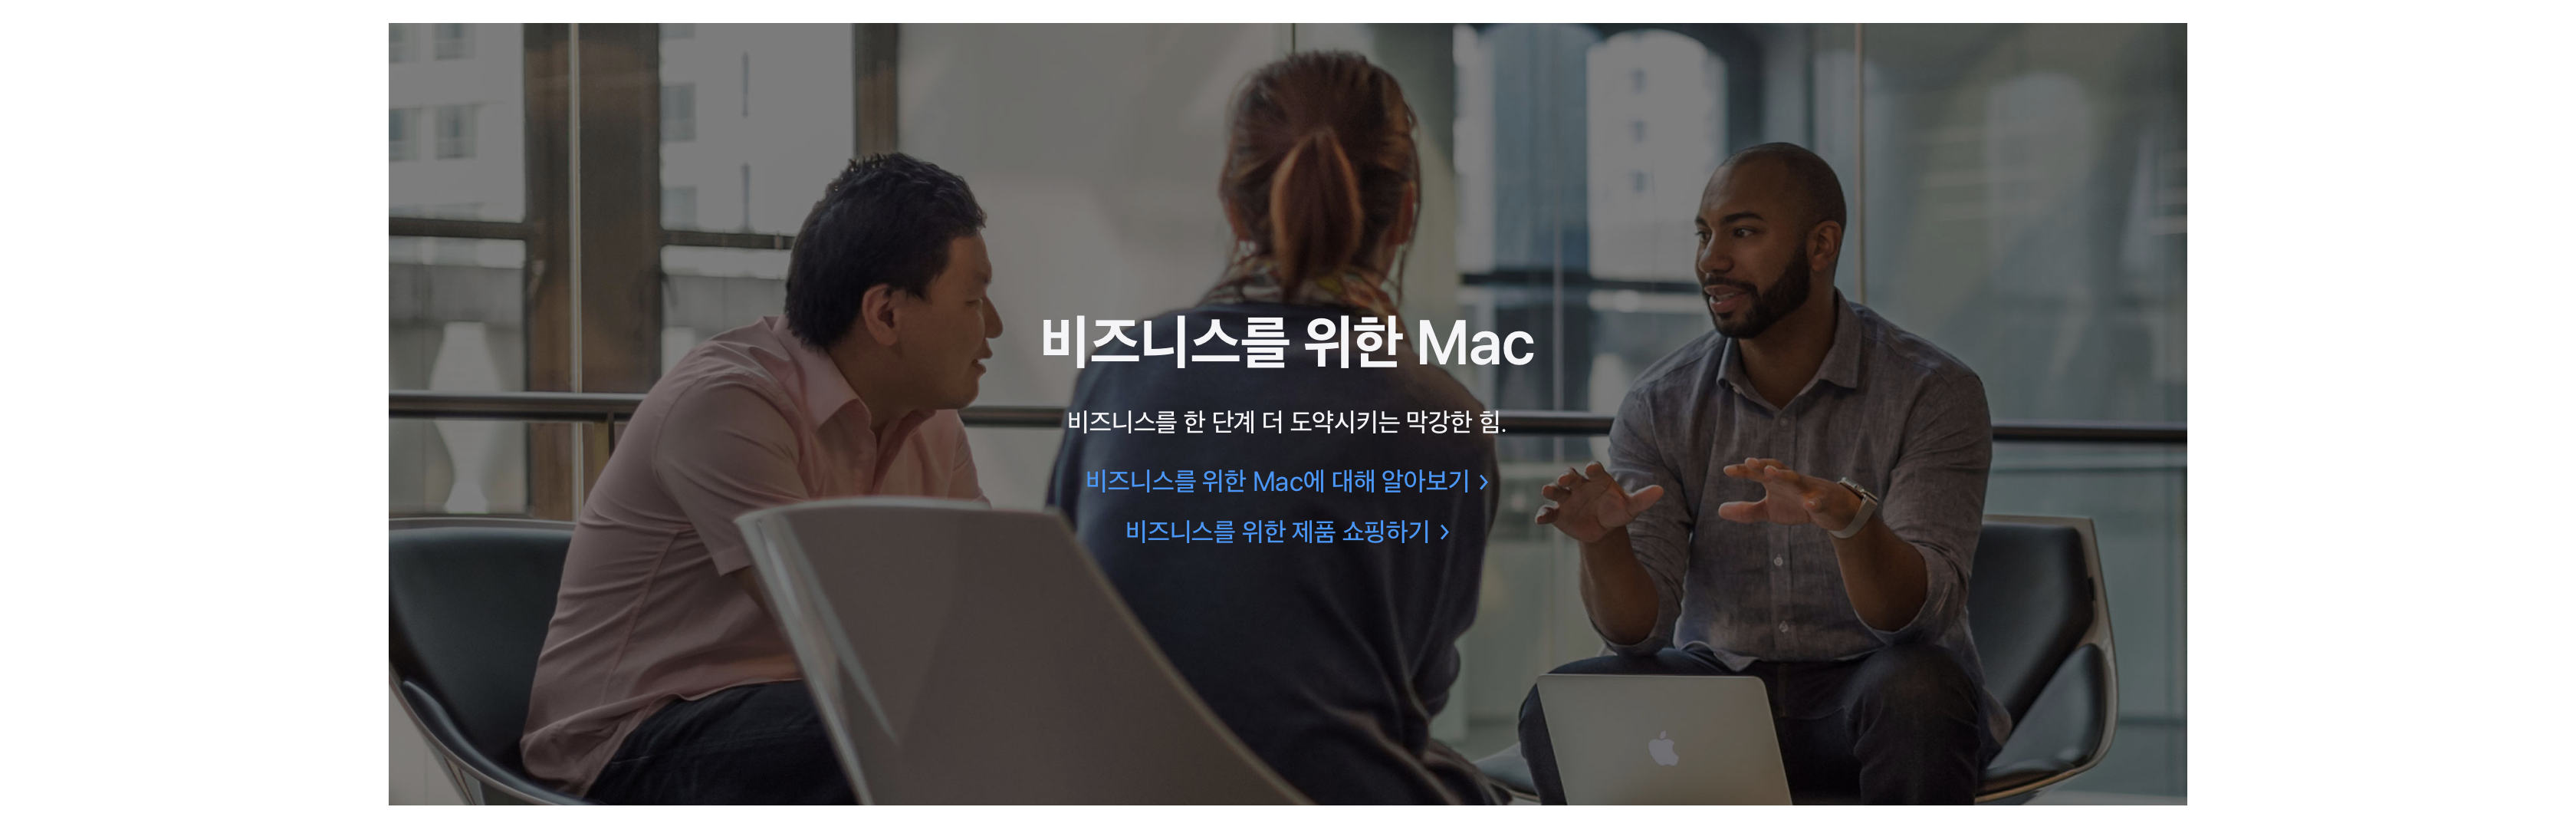 비즈니스를 위한 Mac
비즈니스를 한 단계 더 도약시키는 막강한 힘.
비즈니스를 위한 Mac에 대해 알아보기 >
비즈니스를 위한 제품 쇼핑하기 >